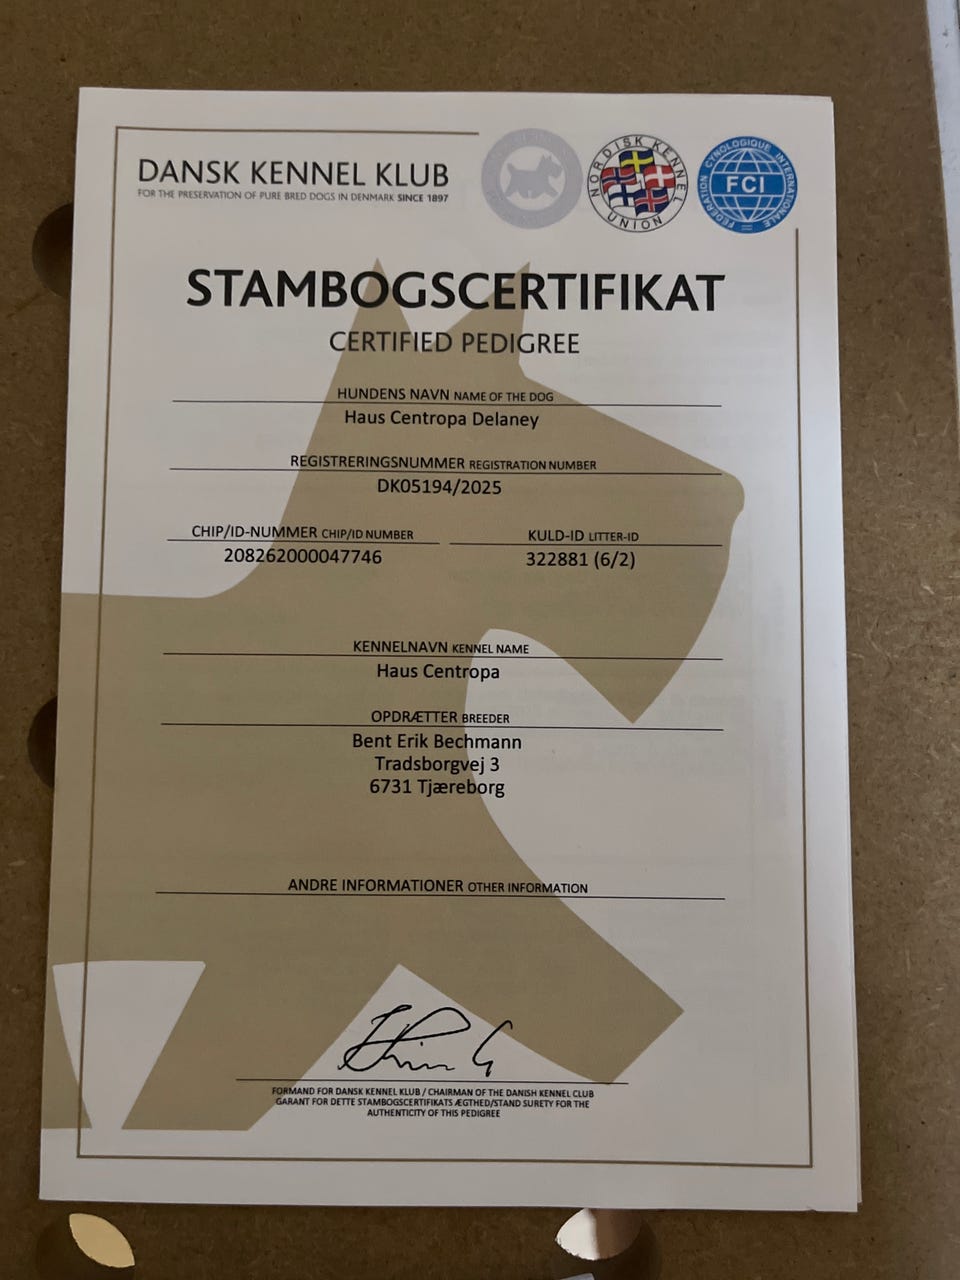 DANSK KENNEL KLUB
FOR THE PRESERVATION OF PURE BRED DOGS IN DENMARK SINCE 1897
NORDISK KENNEL UNION
FEDERATION CYNOLOGIQUE INTERNATIONALE
FCI
STAMBOGSCERTIFIKAT
CERTIFIED PEDIGREE
HUNDENS NAVN NAME OF THE DOG
Haus Centropa Delaney
REGISTRERINGSNUMMER REGISTRATION NUMBER
DK05194/2025
CHIP/ID-NUMMER CHIP/ID NUMBER
208262000047746
KULD-ID LITTER-ID
322881 (6/2)
KENNELNAVN KENNEL NAME
Haus Centropa
OPDRÆTTER BREEDER
Bent Erik Bechmann
Tradsborgvej 3
6731 Tjæreborg
ANDRE INFORMATIONER OTHER INFORMATION
FORMAND FOR DANSK KENNEL KLUB / CHAIRMAN OF THE DANISH KENNEL CLUB
GARANT FOR DETTE STAMBOGSCERTIFIKATS ÆGTHED/STAND SURETY FOR THE
AUTHENTICITY OF THIS PEDIGREE